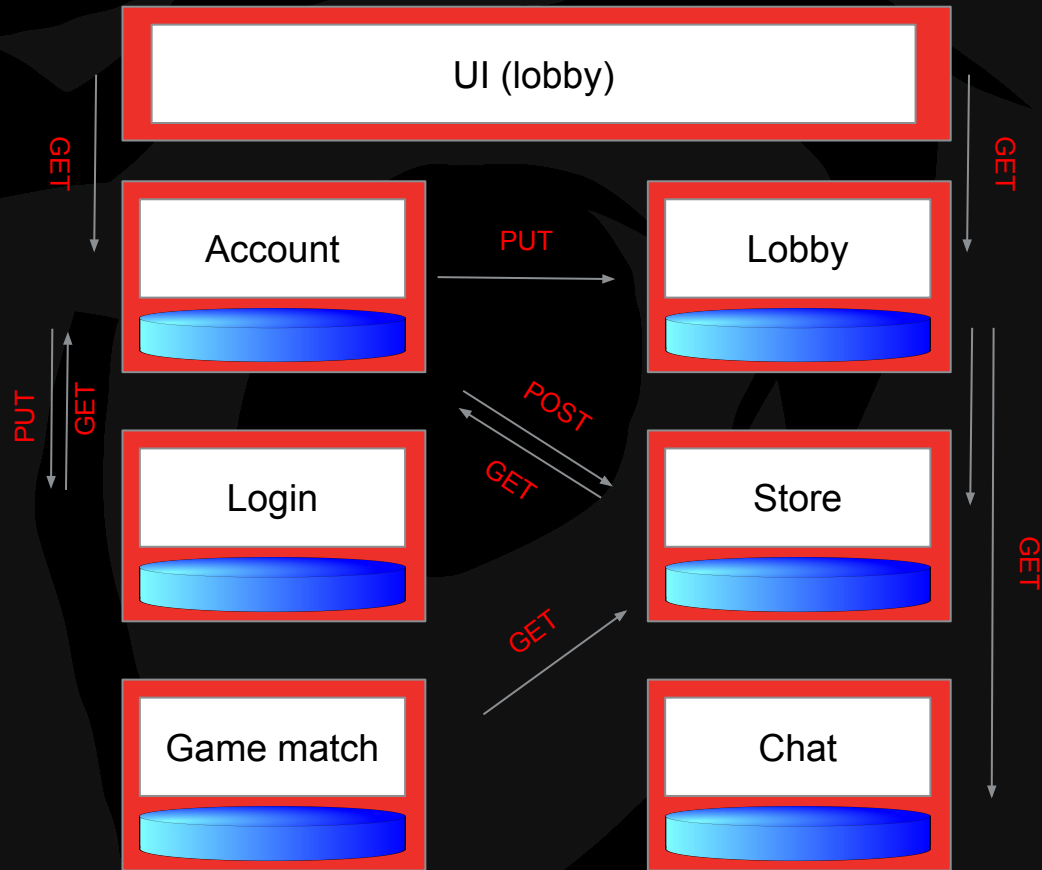 UI (lobby)
GET
GET
Account
PUT
Lobby
PUT
GET
POST
GET
Login
Store
GET
GET
Game match
Chat